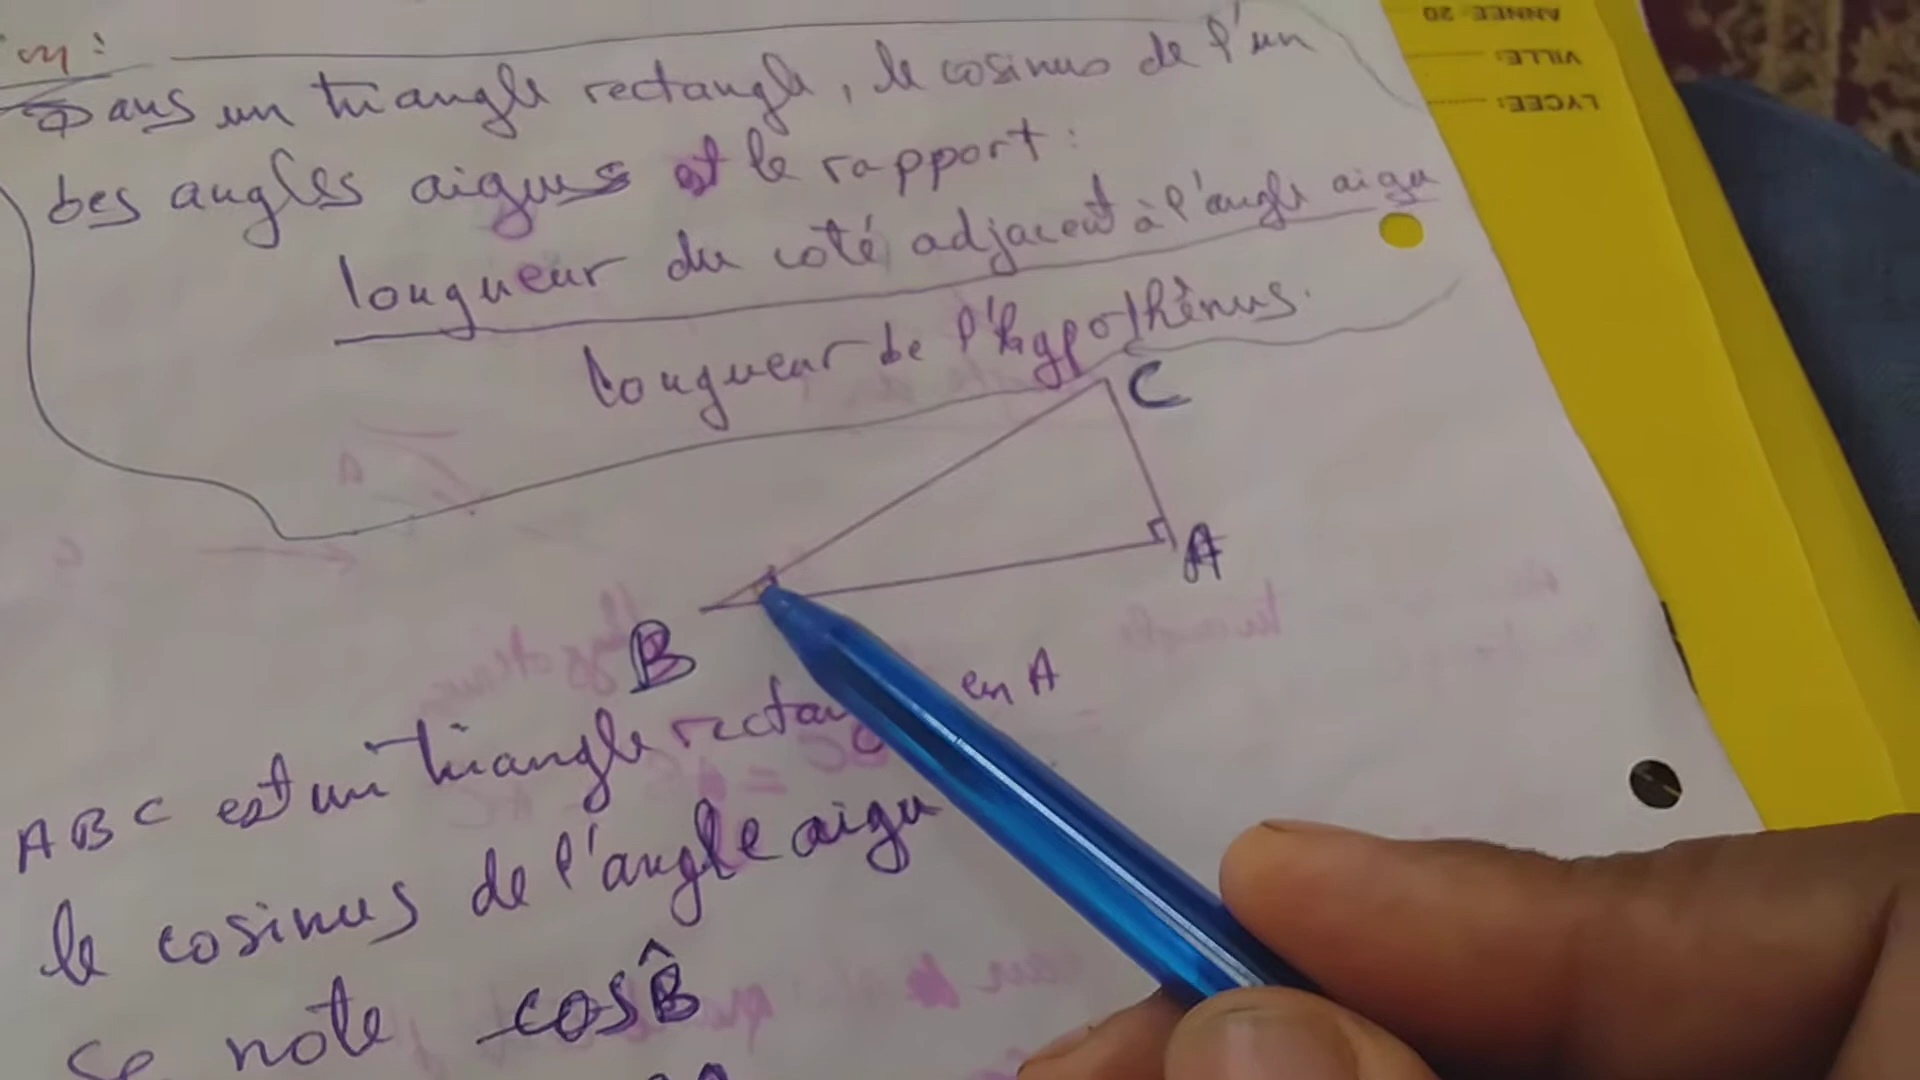 Dans un triangle rectangle, le cosinus de l'un
des angles aigus est le rapport :
longueur du coté adjacent à l'angle aigu
longueur de l'hypothênus.
C
A
B
ABC est un triangle en A
le cosinus de l'angle aigu
se note cosB̂
ANNEE 20
VILLE:
LYCEE: